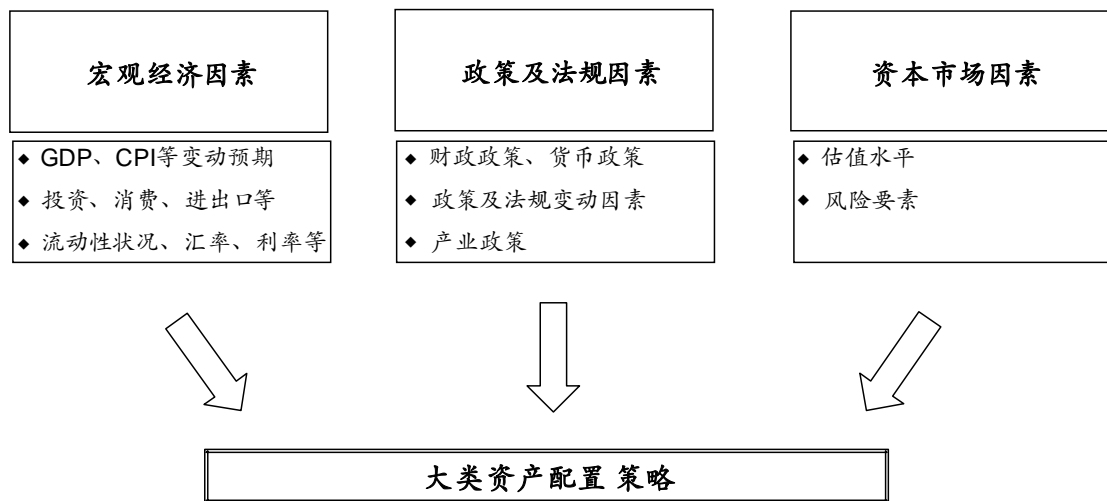 宏观经济因素
◆ GDP、CPI等变动预期
◆ 投资、消费、进出口等
◆ 流动性状况、汇率、利率等
政策及法规因素
◆ 财政政策、货币政策
◆ 政策及法规变动因素
◆ 产业政策
资本市场因素
◆ 估值水平
◆ 风险要素
大类资产配置 策略